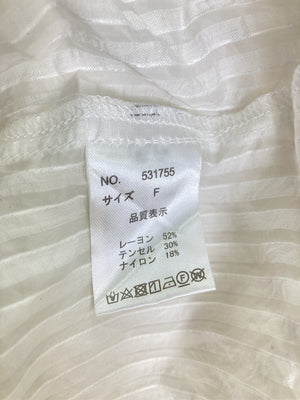 NO. 531755
サイズ F
品質表示
レーヨン 52%
テンセル 30%
ナイロン 18%